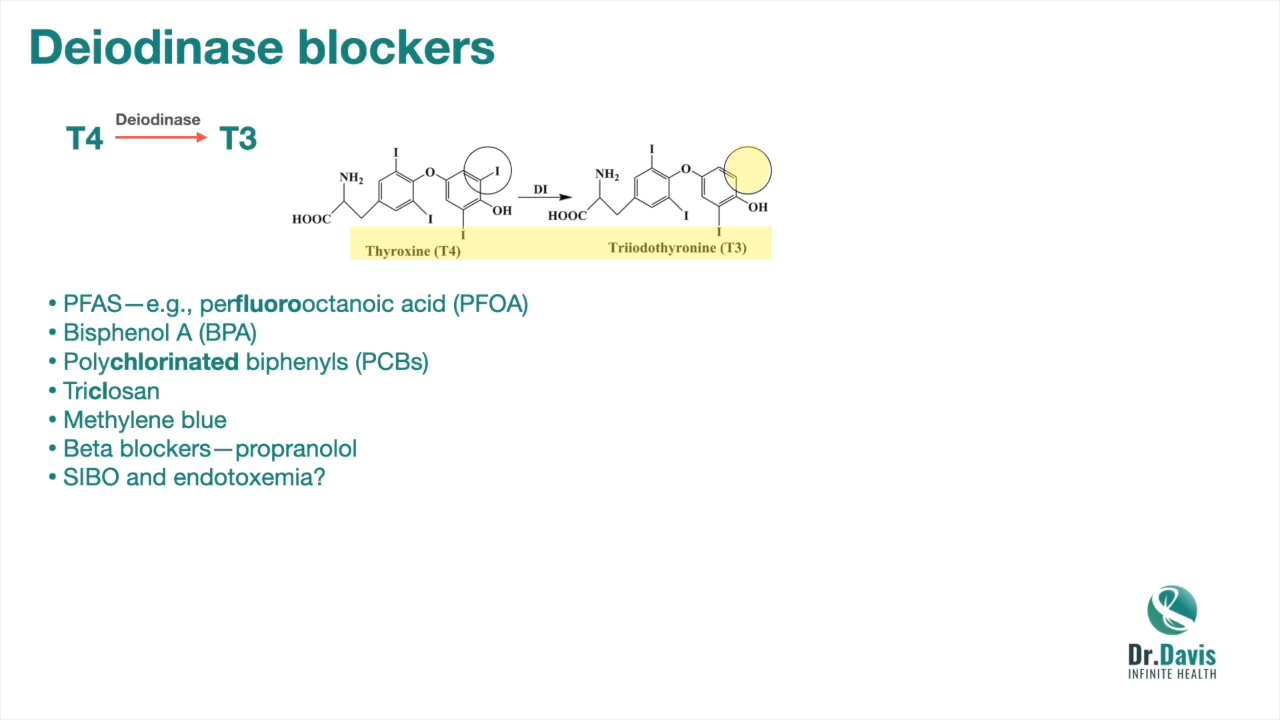 Deiodinase blockers
Deiodinase
T4 T3
I
NH2
O
I
HOOC
I
OH
I
DI
I
NH2
O
HOOC
I
OH
I
Thyroxine (T4)
Triiodothyronine (T3)
• PFAS—e.g., perfluorooctanoic acid (PFOA)
• Bisphenol A (BPA)
• Polychlorinated biphenyls (PCBs)
• Triclosan
• Methylene blue
• Beta blockers—propranolol
• SIBO and endotoxemia?
Dr.Davis
INFINITE HEALTH